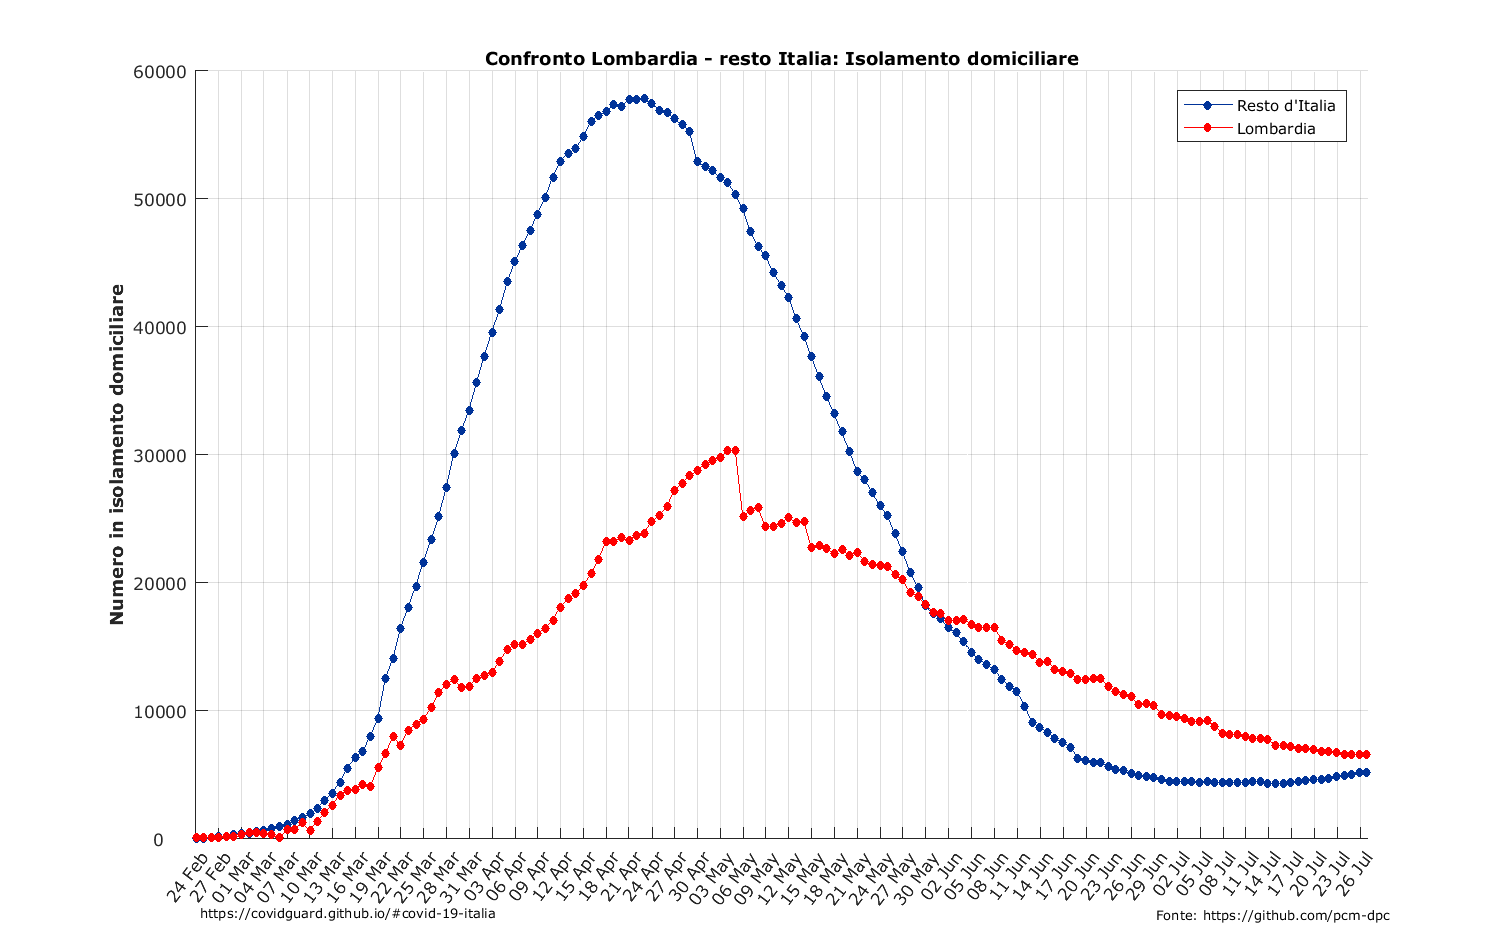 Confronto Lombardia - resto Italia: Isolamento domiciliare
Resto d'Italia
Lombardia
Numero in isolamento domiciliare
60000
50000
40000
30000
20000
10000
0
24 Feb
27 Feb
01 Mar
04 Mar
07 Mar
10 Mar
13 Mar
16 Mar
19 Mar
22 Mar
25 Mar
28 Mar
31 Mar
03 Apr
06 Apr
09 Apr
12 Apr
15 Apr
18 Apr
21 Apr
24 Apr
27 Apr
30 Apr
03 May
06 May
09 May
12 May
15 May
18 May
21 May
24 May
27 May
30 May
02 Jun
05 Jun
08 Jun
11 Jun
14 Jun
17 Jun
20 Jun
23 Jun
26 Jun
29 Jun
02 Jul
05 Jul
08 Jul
11 Jul
14 Jul
17 Jul
20 Jul
23 Jul
26 Jul
https://covidguard.github.io/#covid-19-italia
Fonte: https://github.com/pcm-dpc